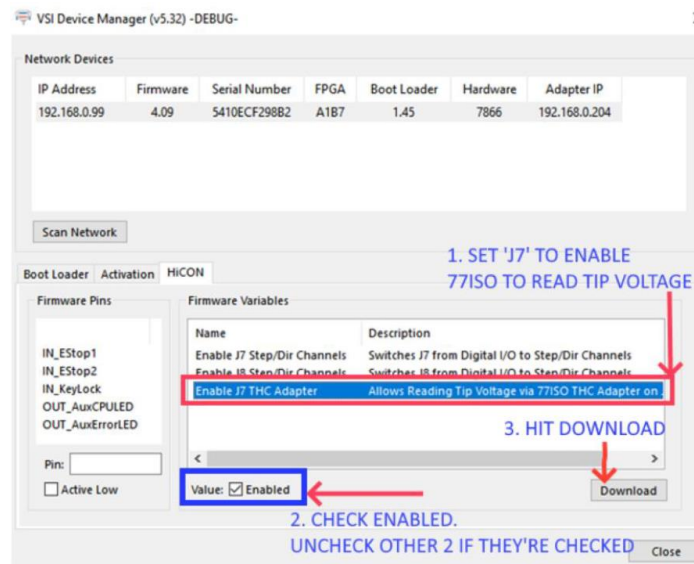 VSI Device Manager (v5.32) -DEBUG-
Network Devices
IP Address Firmware Serial Number FPGA Boot Loader Hardware Adapter IP
192.168.0.99 4.09 5410ECF298B2 A1B7 1.45 7866 192.168.0.204
Scan Network
1. SET 'J7' TO ENABLE
77ISO TO READ TIP VOLTAGE
Boot Loader Activation HiCON
Firmware Pins
IN_EStop1
IN_EStop2
IN_KeyLock
OUT_AuxCPULED
OUT_AuxErrorLED
Pin:
Active Low
Firmware Variables
Name Description
Enable J7 Step/Dir Channels Switches J7 from Digital I/O to Step/Dir Channels
Enable J8 Step/Dir Channels Switches J8 from Digital I/O to Step/Dir Channels
Enable J7 THC Adapter Allows Reading Tip Voltage via 77ISO THC Adapter on
3. HIT DOWNLOAD
Value: Enabled
Download
2. CHECK ENABLED.
UNCHECK OTHER 2 IF THEY'RE CHECKED
Close